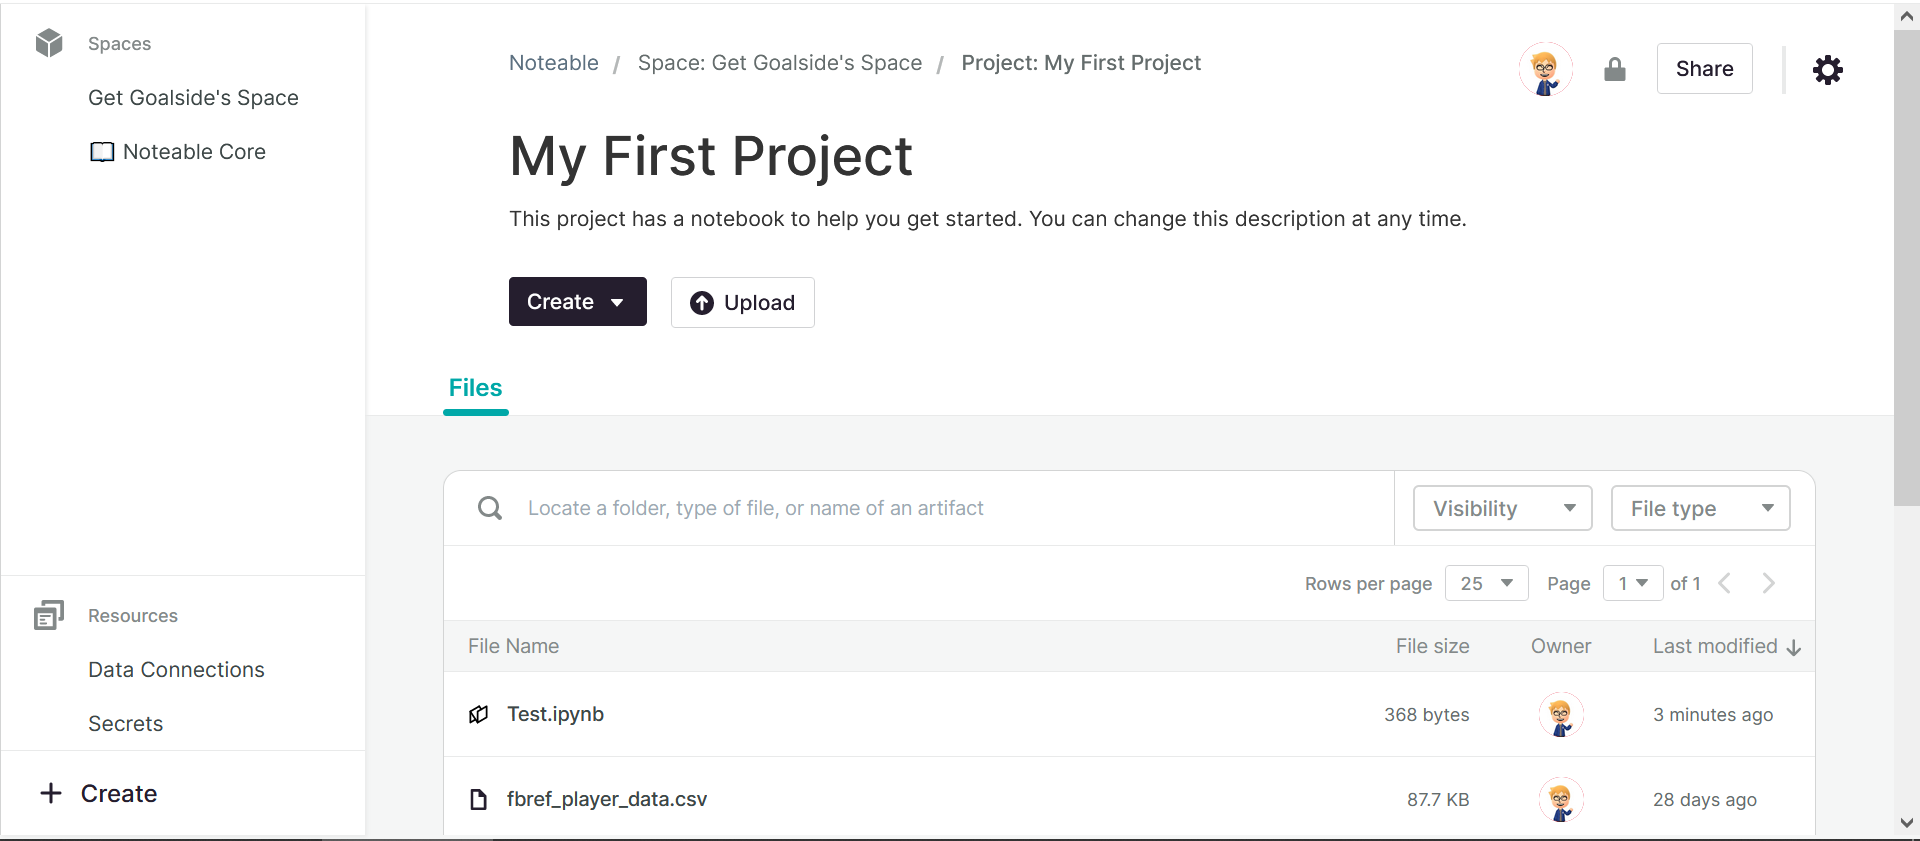 Spaces
Get Goalside's Space
Noteable Core
Resources
Data Connections
Secrets
+ Create
Noteable / Space: Get Goalside's Space / Project: My First Project
Share
My First Project
This project has a notebook to help you get started. You can change this description at any time.
Create
Upload
Files
Locate a folder, type of file, or name of an artifact
Visibility
File type
Rows per page 25 Page 1 of 1
File Name File size Owner Last modified
Test.ipynb 368 bytes 3 minutes ago
fbref_player_data.csv 87.7 KB 28 days ago